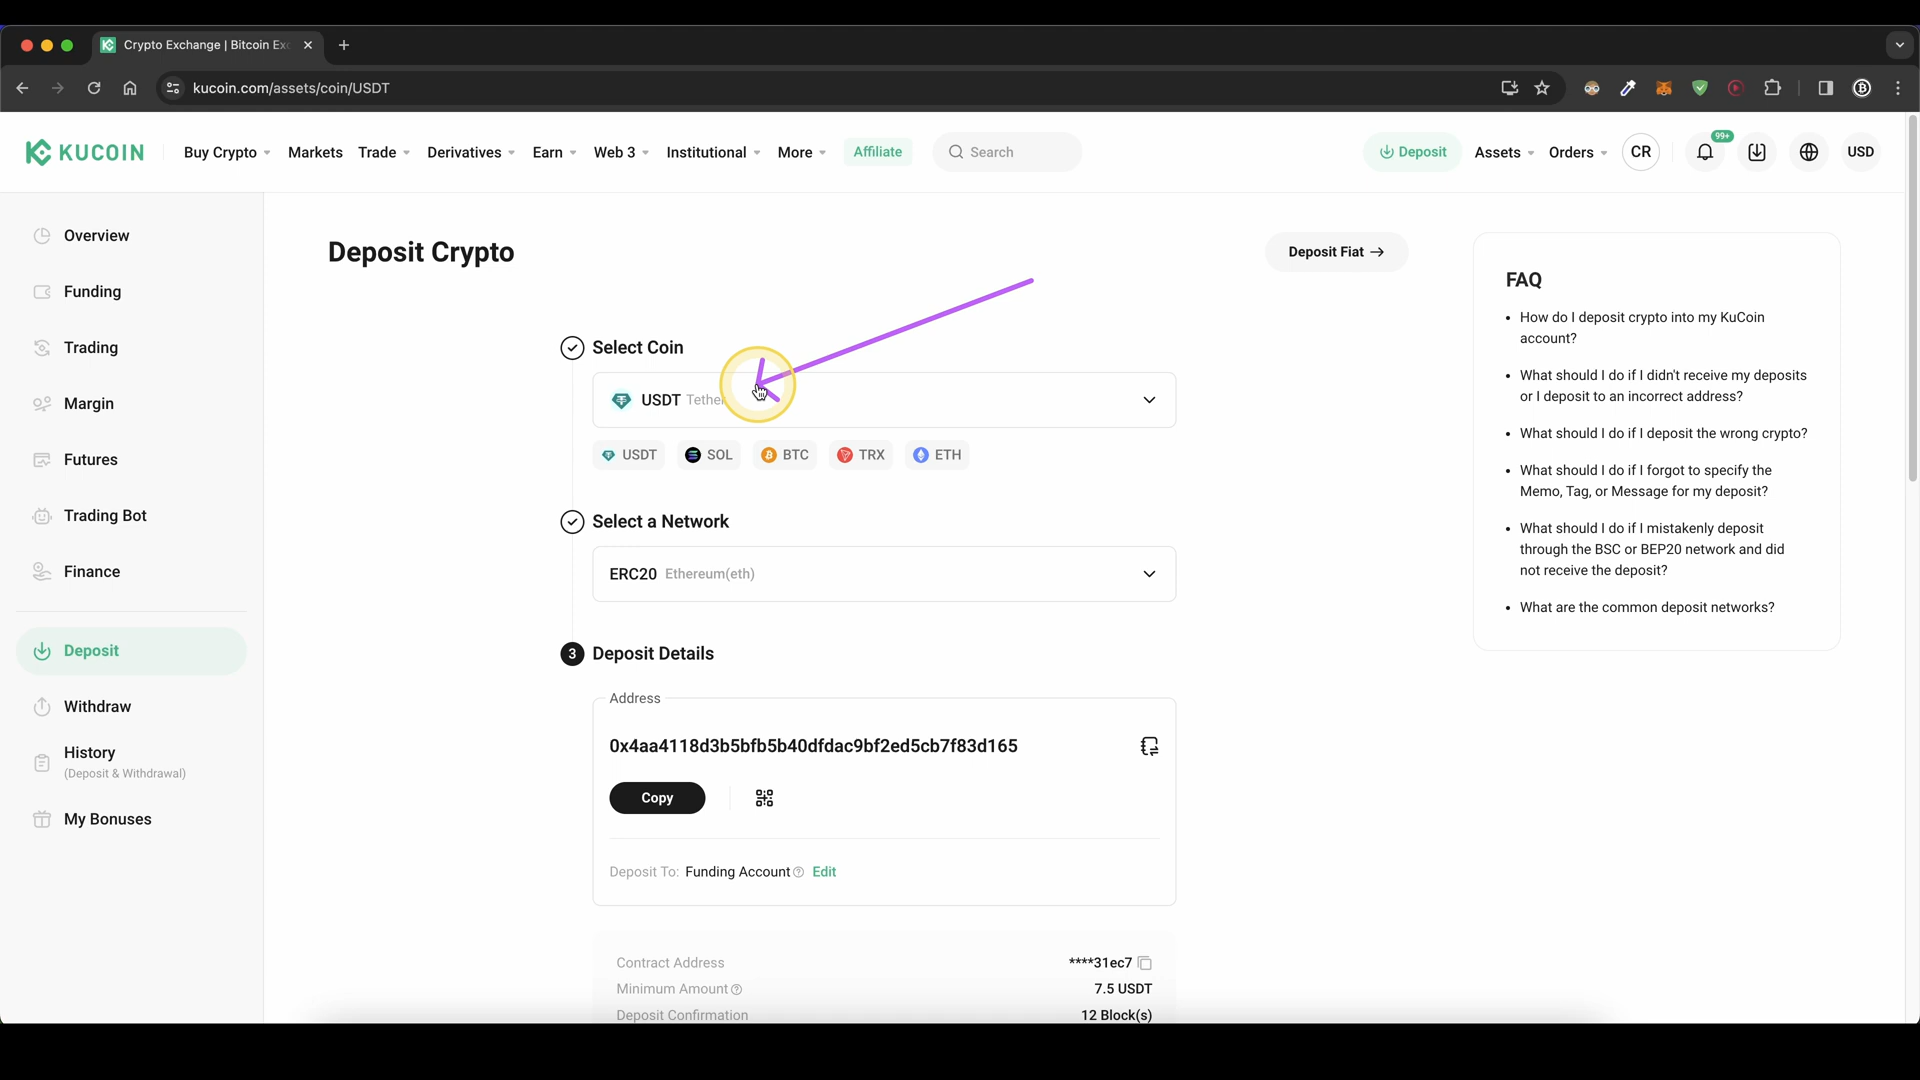 Crypto Exchange | Bitcoin Ex
kucoin.com/assets/coin/USDT
KUCOIN
Buy Crypto
Markets
Trade
Derivatives
Earn
Web 3
Institutional
More
Affiliate
Search
Deposit
Assets
Orders
CR
99+
USD
Overview
Funding
Trading
Margin
Futures
Trading Bot
Finance
Deposit
Withdraw
History
(Deposit & Withdrawal)
My Bonuses
Deposit Crypto
Deposit Fiat →
Select Coin
USDT Tether
USDT
SOL
BTC
TRX
ETH
Select a Network
ERC20 Ethereum(eth)
3 Deposit Details
Address
0x4aa4118d3b5bfb5b40dfdac9bf2ed5cb7f83d165
Copy
Deposit To: Funding Account Edit
Contract Address ****31ec7
Minimum Amount 7.5 USDT
Deposit Confirmation 12 Block(s)
FAQ
• How do I deposit crypto into my KuCoin
account?
• What should I do if I didn't receive my deposits
or I deposit to an incorrect address?
• What should I do if I deposit the wrong crypto?
• What should I do if I forgot to specify the
Memo, Tag, or Message for my deposit?
• What should I do if I mistakenly deposit
through the BSC or BEP20 network and did
not receive the deposit?
• What are the common deposit networks?